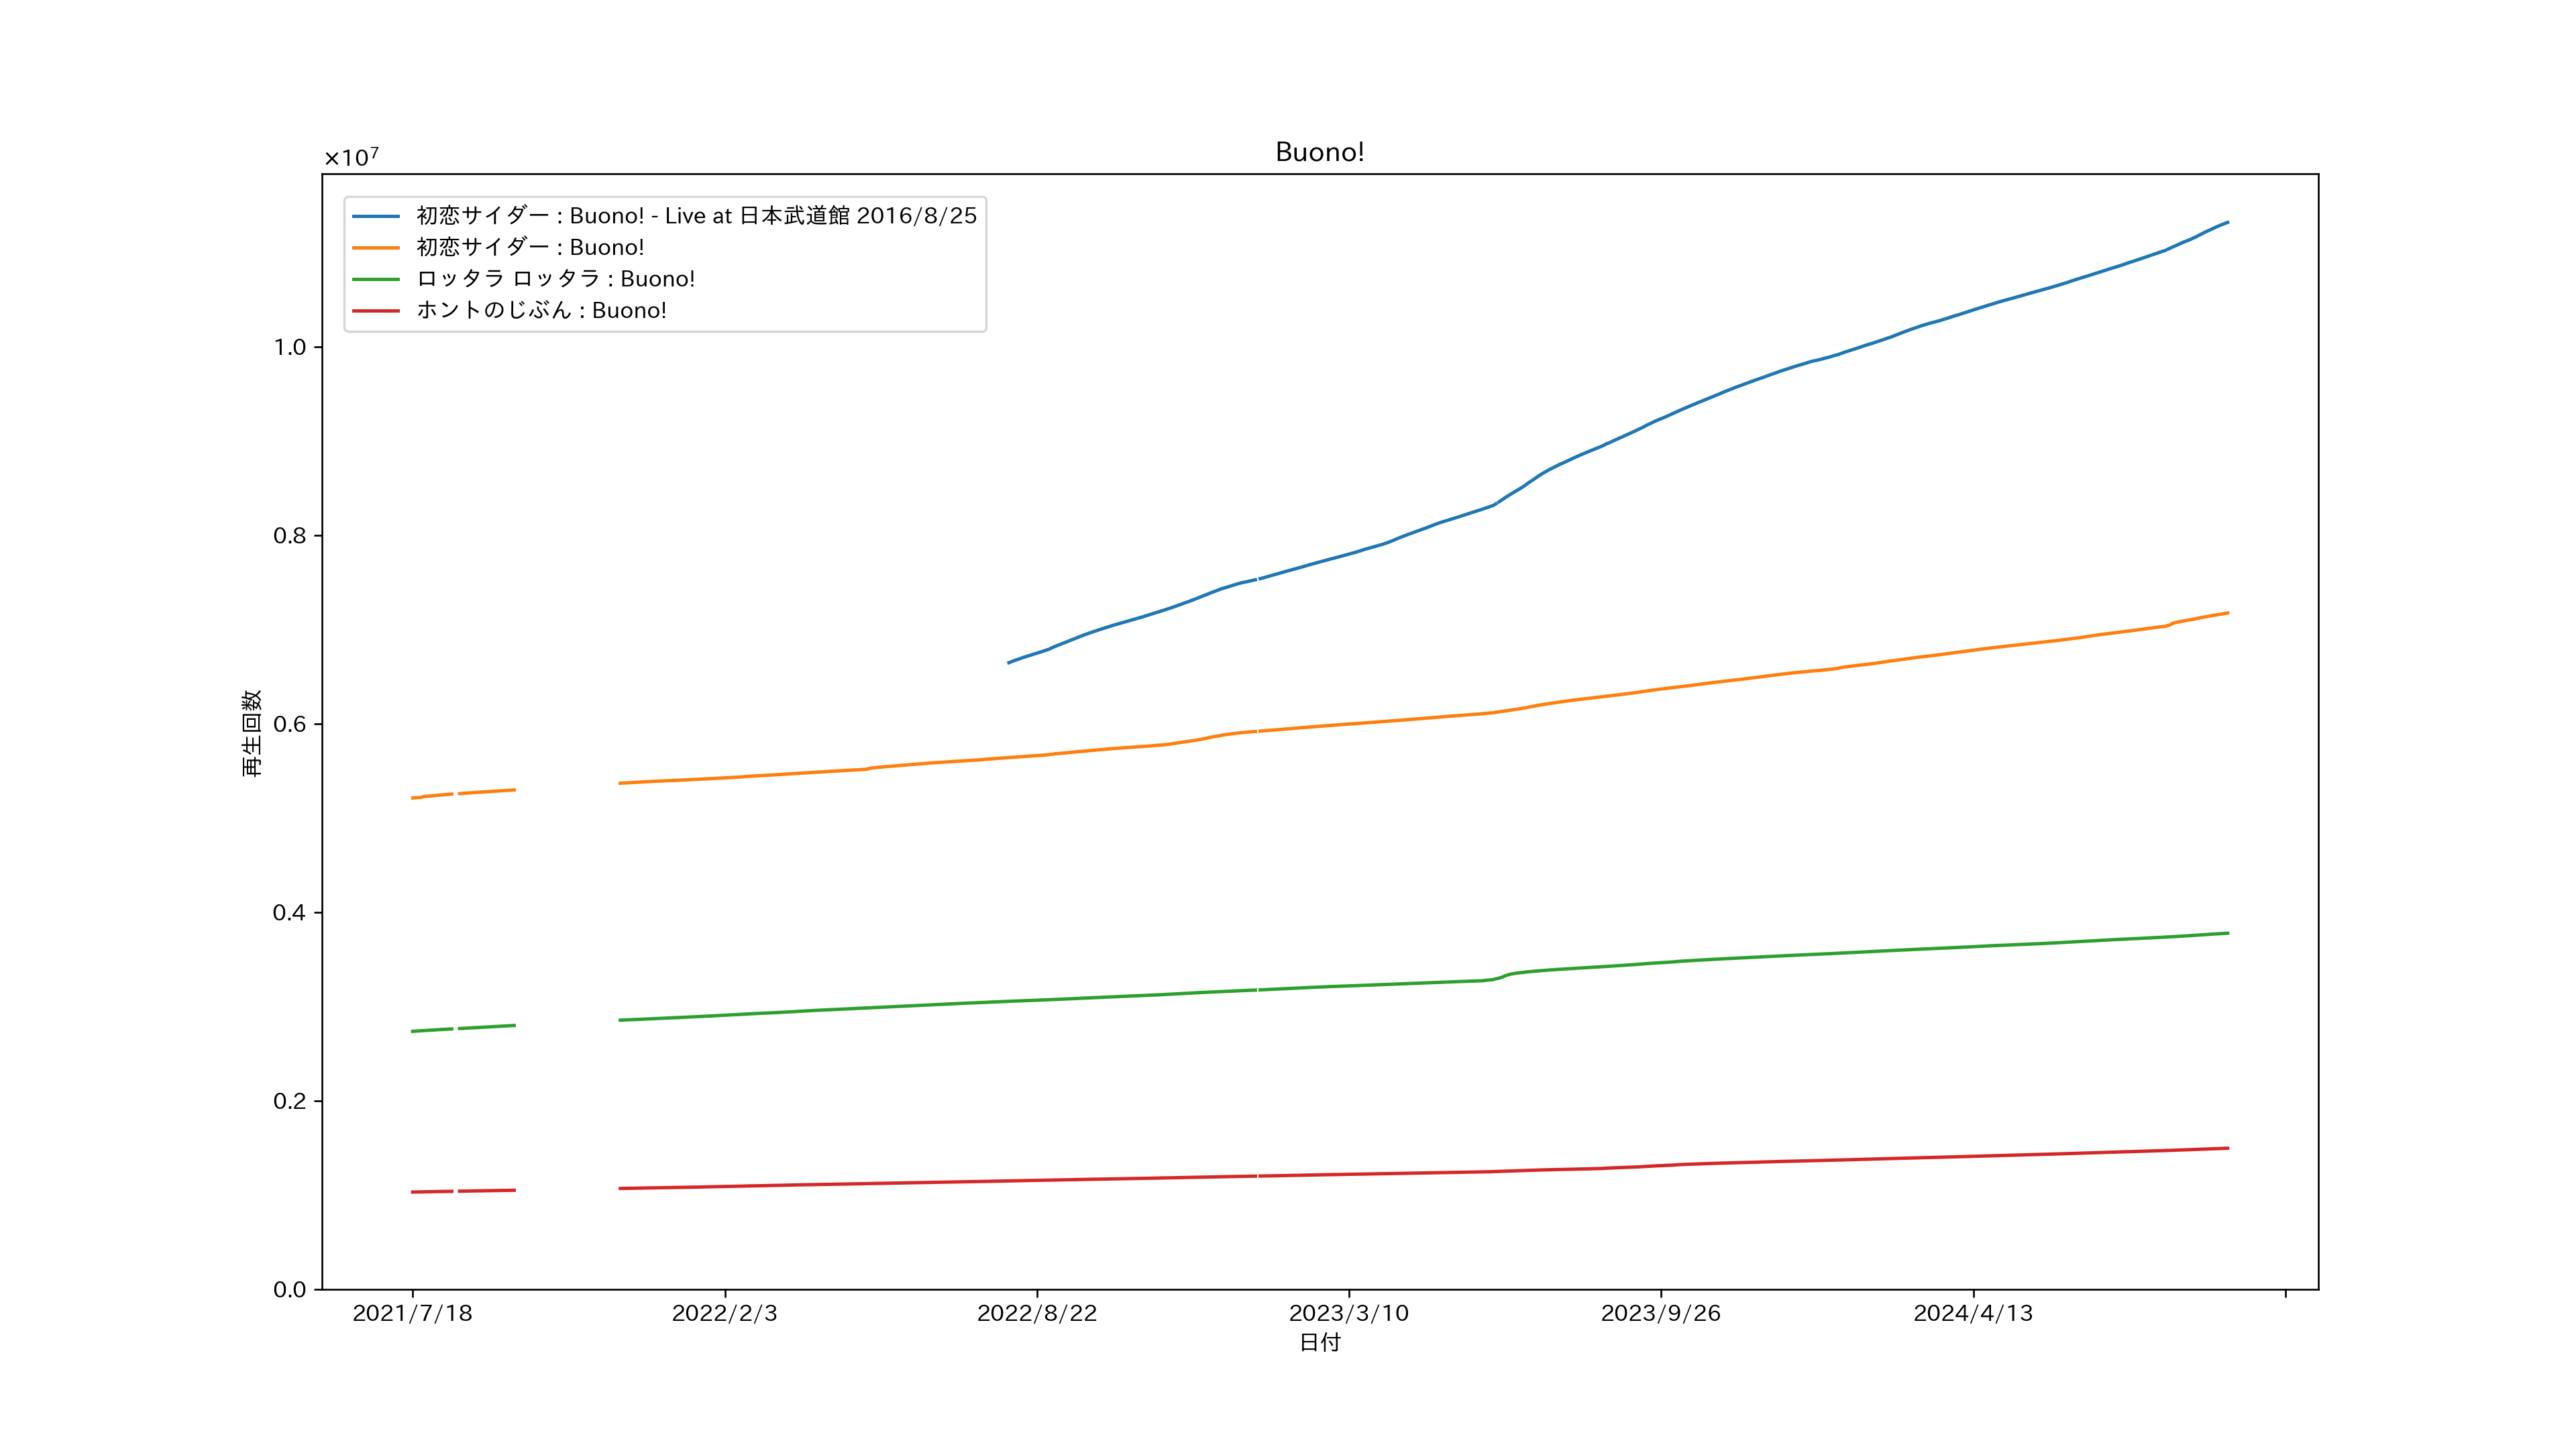 Buono!
×10⁷
初恋サイダー : Buono! - Live at 日本武道館 2016/8/25
初恋サイダー : Buono!
ロッタラ ロッタラ : Buono!
ホントのじぶん : Buono!
1.0
0.8
0.6
0.4
0.2
0.0
再生回数
2021/7/18
2022/2/3
2022/8/22
2023/3/10
2023/9/26
2024/4/13
日付